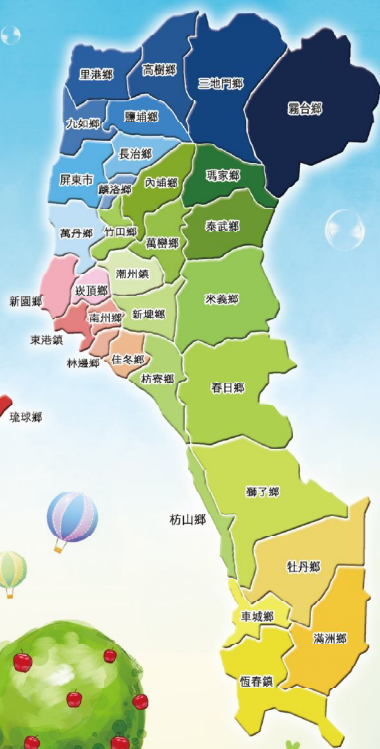 高樹鄉
里港鄉
三地門鄉
霧台鄉
鹽埔鄉
九如鄉
長治鄉
瑪家鄉
屏東市
內埔鄉
麟洛鄉
泰武鄉
竹田鄉
萬丹鄉
萬巒鄉
潮州鎮
崁頂鄉
米義鄉
新園鄉
新埤鄉
南州鄉
東港鎮
佳冬鄉
林邊鄉
枋寮鄉
春日鄉
琉球鄉
獅了鄉
枋山鄉
牡丹鄉
車城鄉
滿洲鄉
恆春鎮